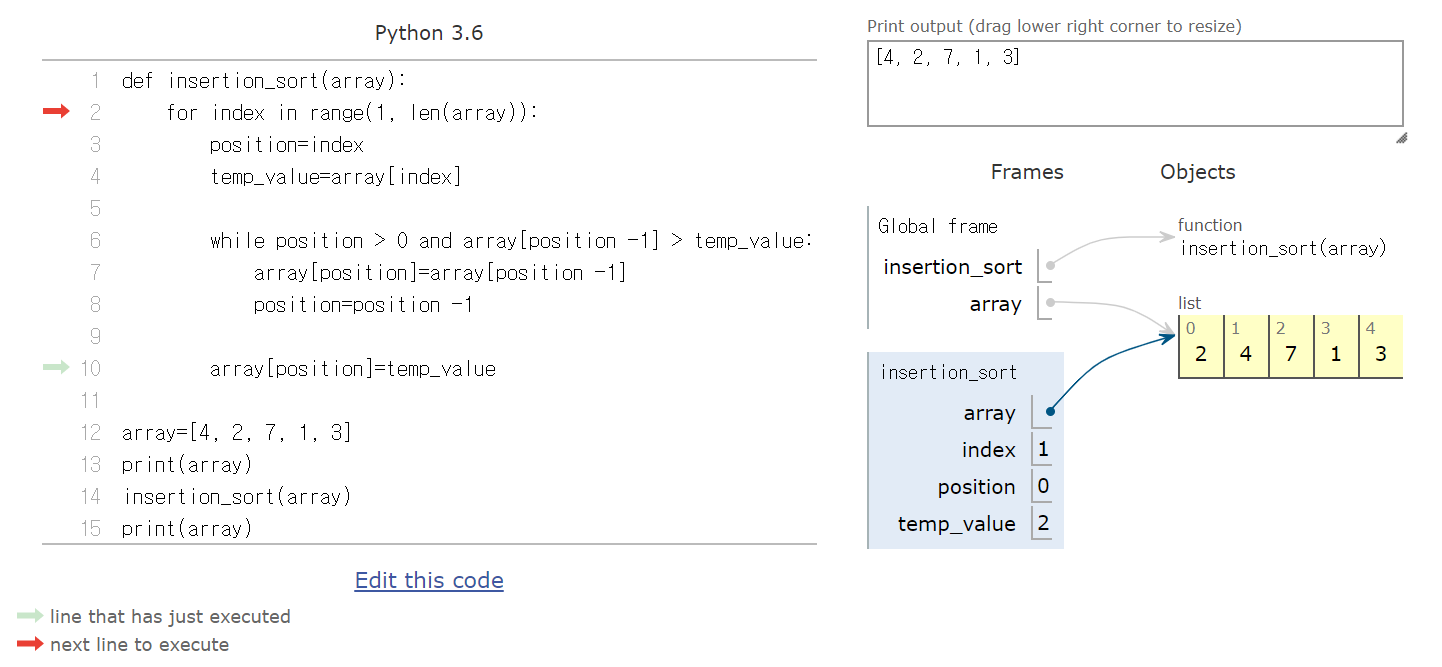 Python 3.6
1 def insertion_sort(array):
2     for index in range(1, len(array)):
3         position=index
4         temp_value=array[index]
5
6         while position > 0 and array[position -1] > temp_value:
7             array[position]=array[position -1]
8             position=position -1
9
10         array[position]=temp_value
11
12 array=[4, 2, 7, 1, 3]
13 print(array)
14 insertion_sort(array)
15 print(array)
Edit this code
line that has just executed
next line to execute
Print output (drag lower right corner to resize)
[4, 2, 7, 1, 3]
Frames Objects
Global frame
insertion_sort
array
function
insertion_sort(array)
list
0 1 2 3 4
2 4 7 1 3
insertion_sort
array
index 1
position 0
temp_value 2